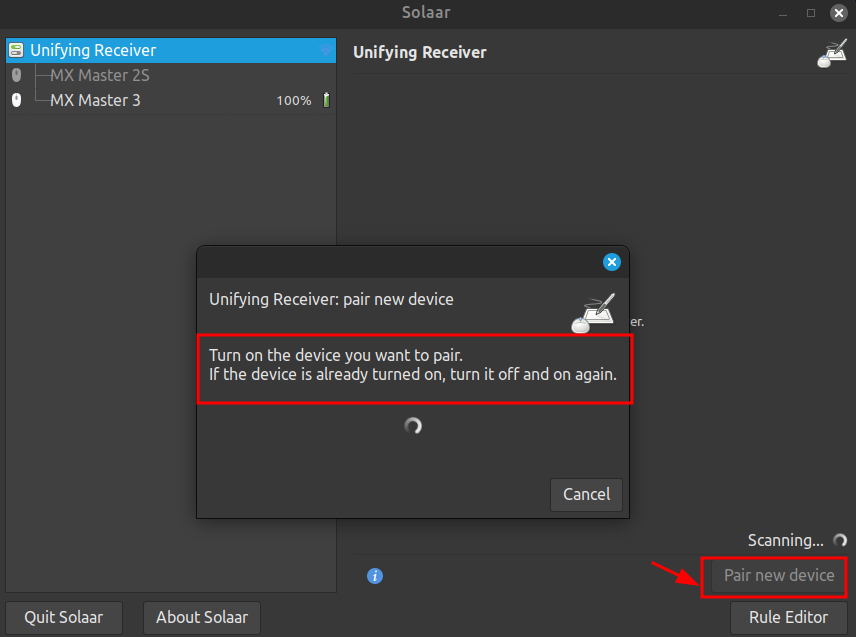 Solaar
Unifying Receiver
MX Master 2S
MX Master 3 100%
Unifying Receiver
Unifying Receiver: pair new device
er.
Turn on the device you want to pair.
If the device is already turned on, turn it off and on again.
Cancel
Scanning...
Pair new device
Quit Solaar
About Solaar
Rule Editor